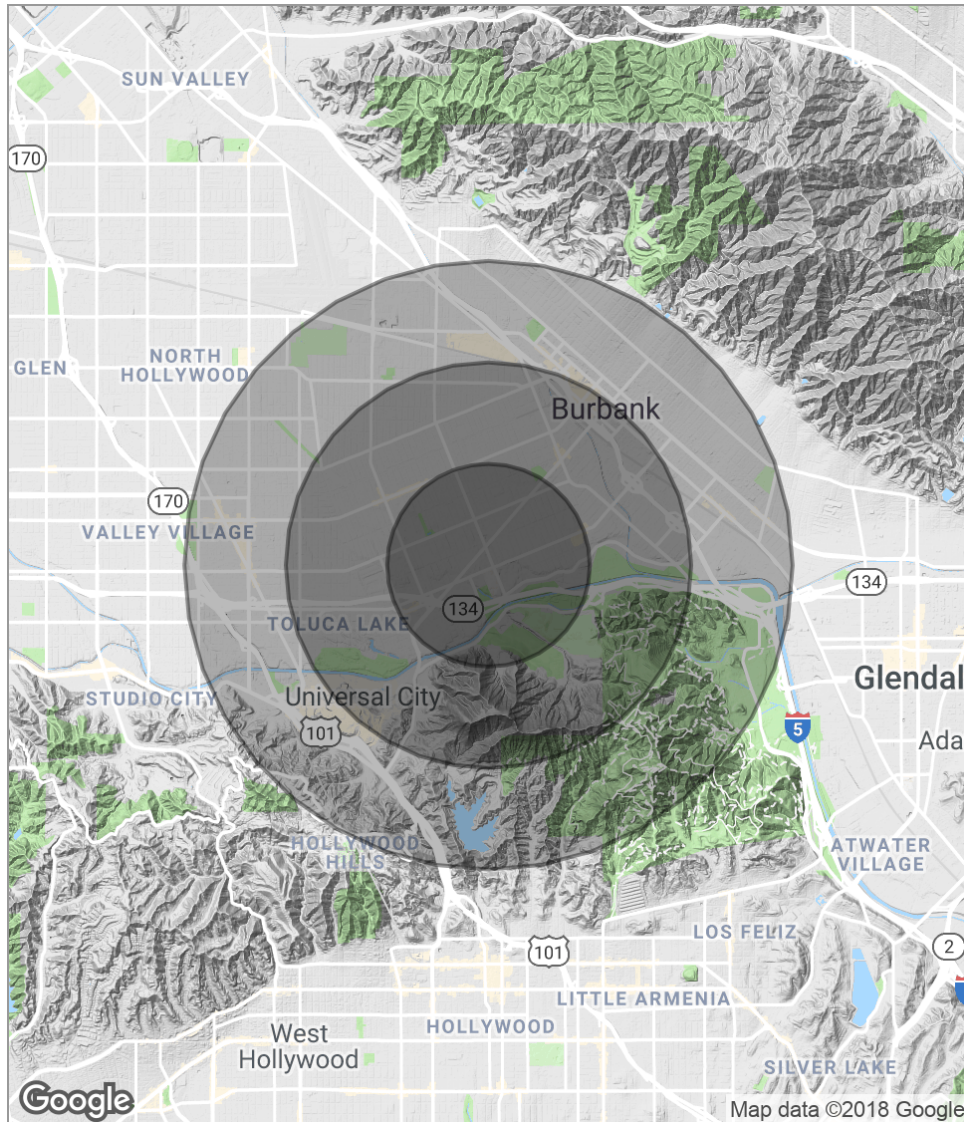 SUN VALLEY
170
GLEN
NORTH
HOLLYWOOD
Burbank
170
VALLEY VILLAGE
134
134
TOLUCA LAKE
Glendal
STUDIO CITY
Universal City
101
5
Ada
HOLLYWOOD
HILLS
ATWATER
VILLAGE
LOS FELIZ
101
2
LITTLE ARMENIA
HOLLYWOOD
West
Hollywood
SILVER LAKE
Google
Map data ©2018 Google